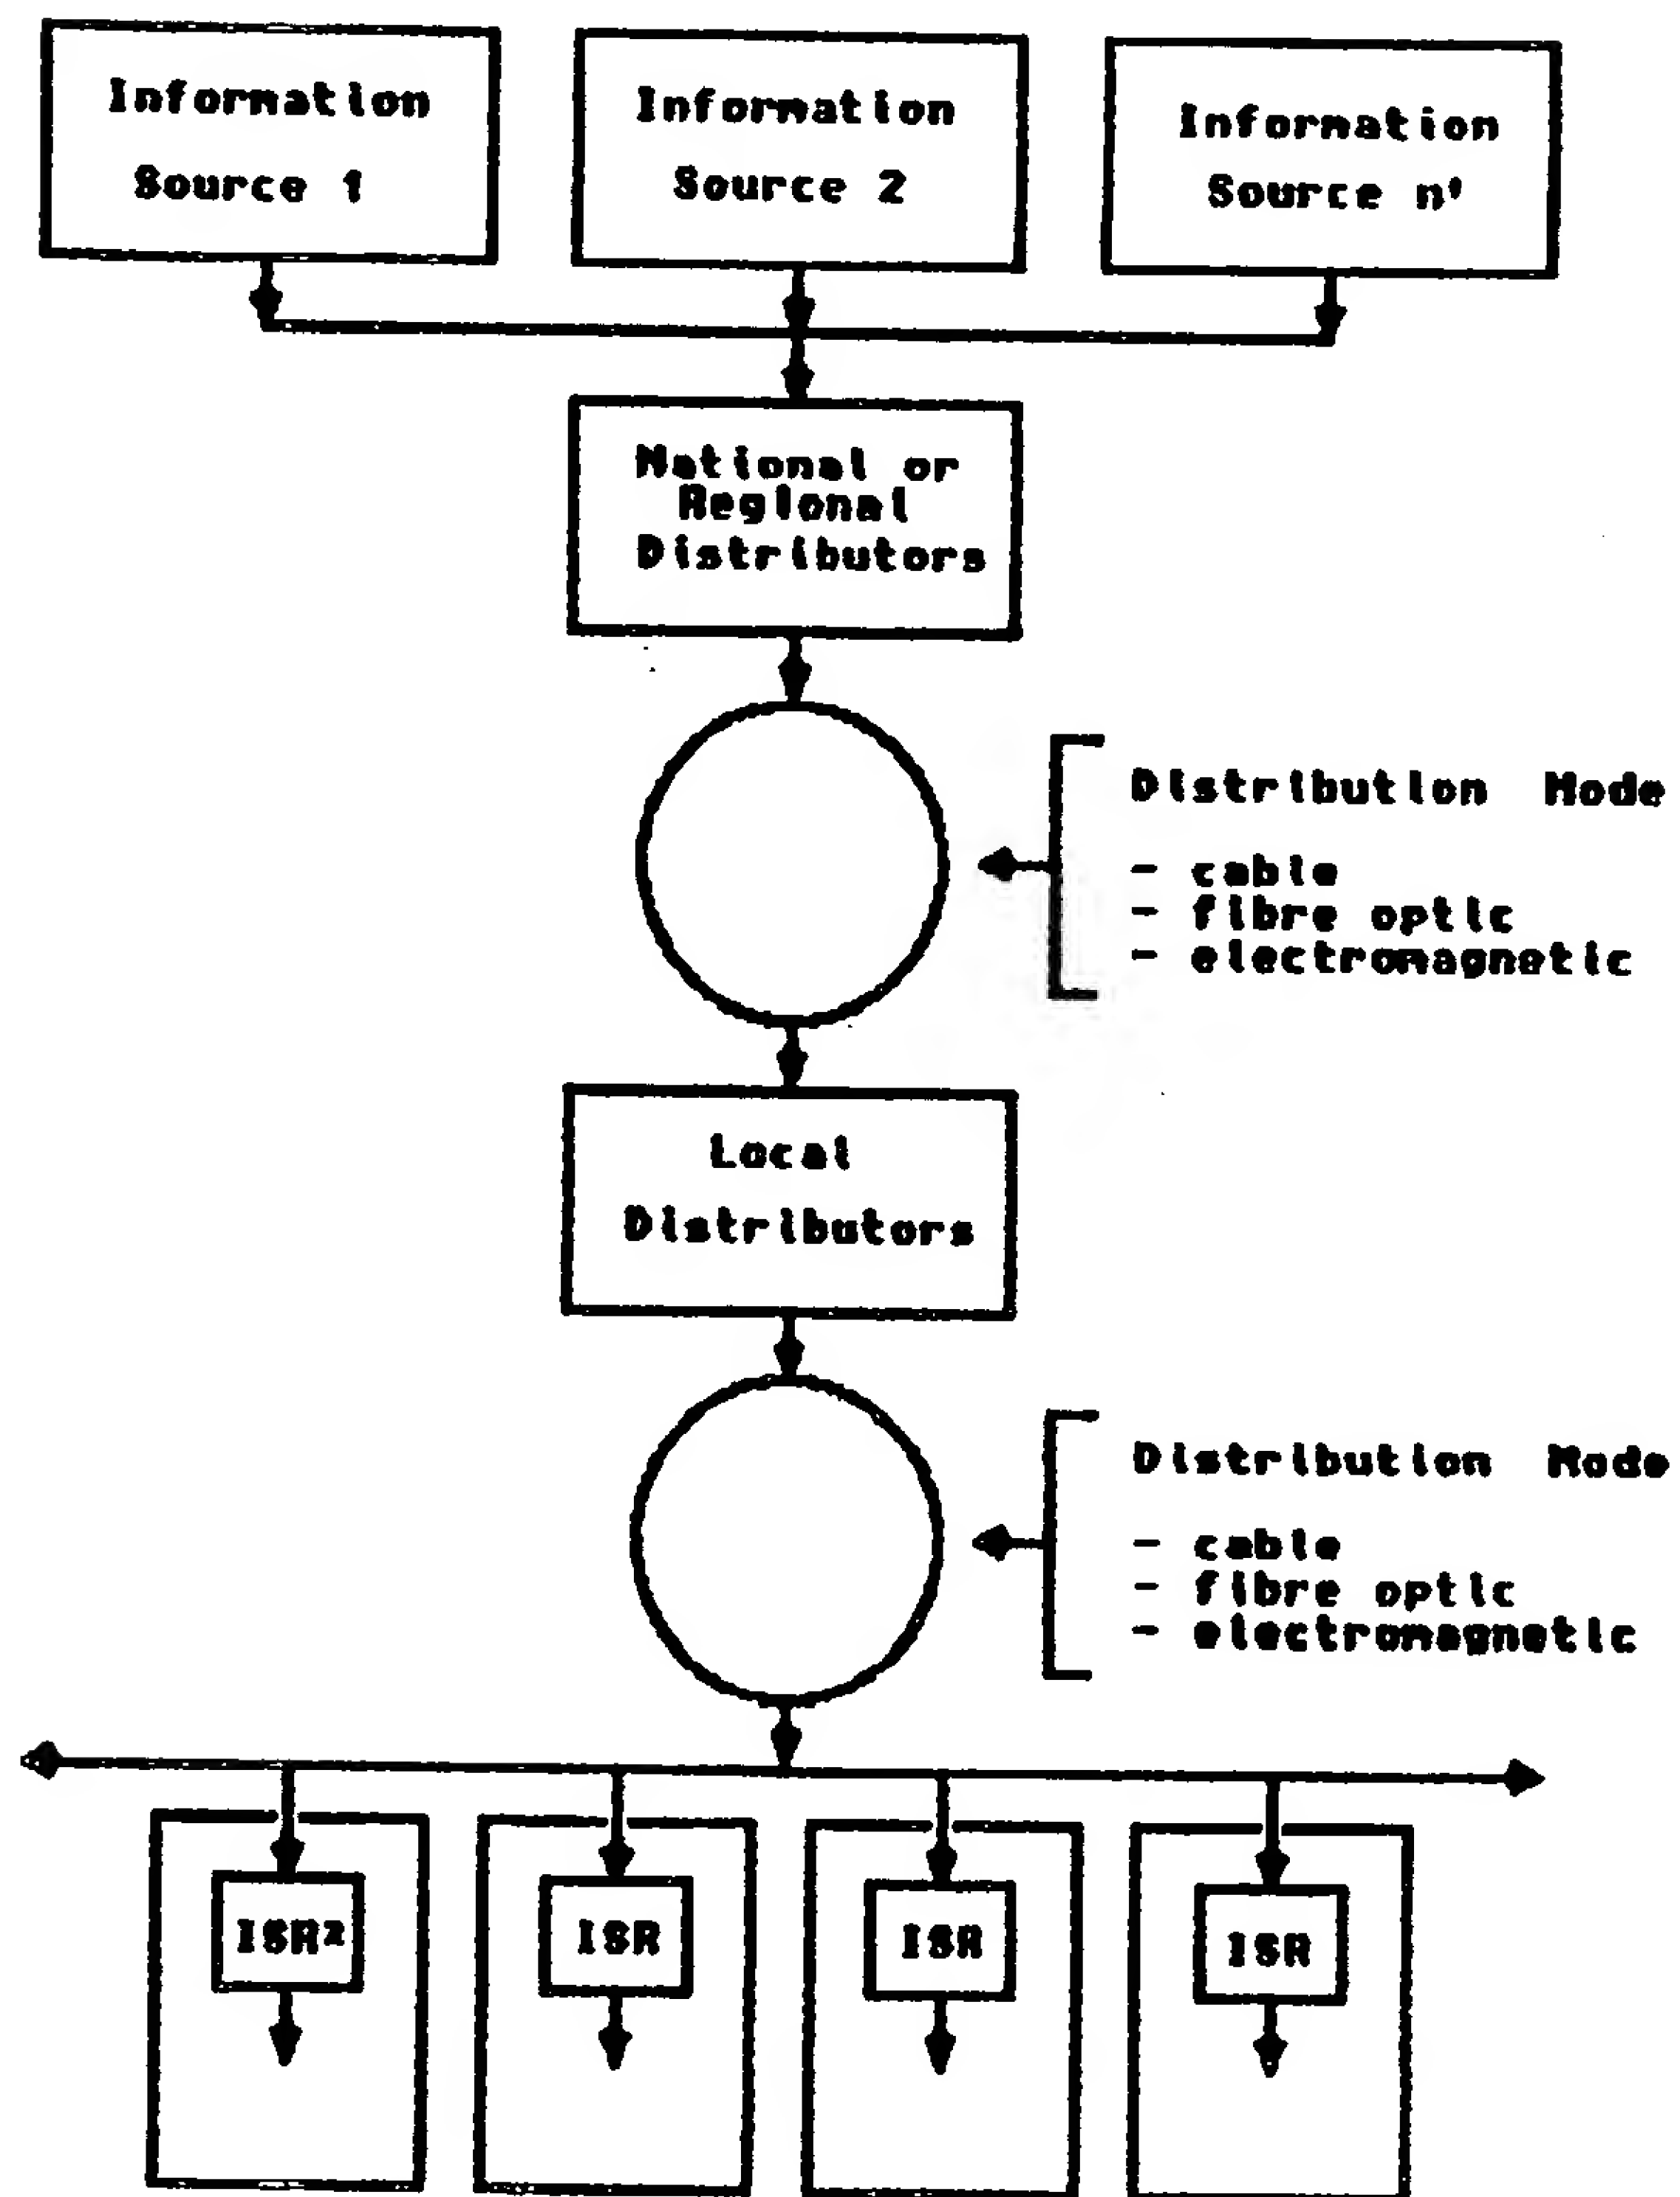 Information
Source 1
Information
Source 2
Information
Source n¹
National or
Regional
Distributors
Distribution Mode
- cable
- fibre optic
- electromagnetic
Local
Distributors
Distribution Mode
- cable
- fibre optic
- electromagnetic
ISR²
ISR
ISR
ISR